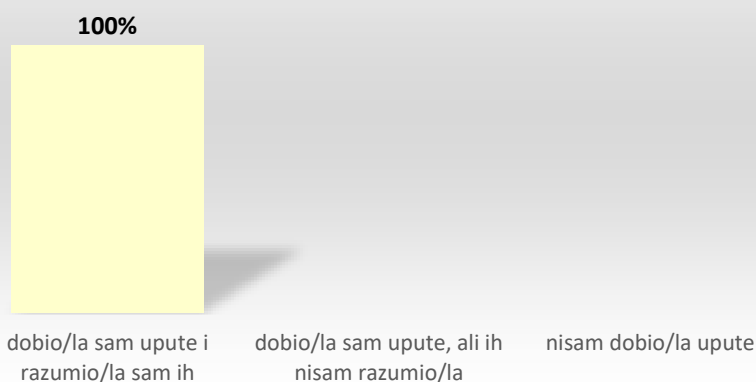 100%
dobio/la sam upute i
razumio/la sam ih
dobio/la sam upute, ali ih
nisam razumio/la
nisam dobio/la upute